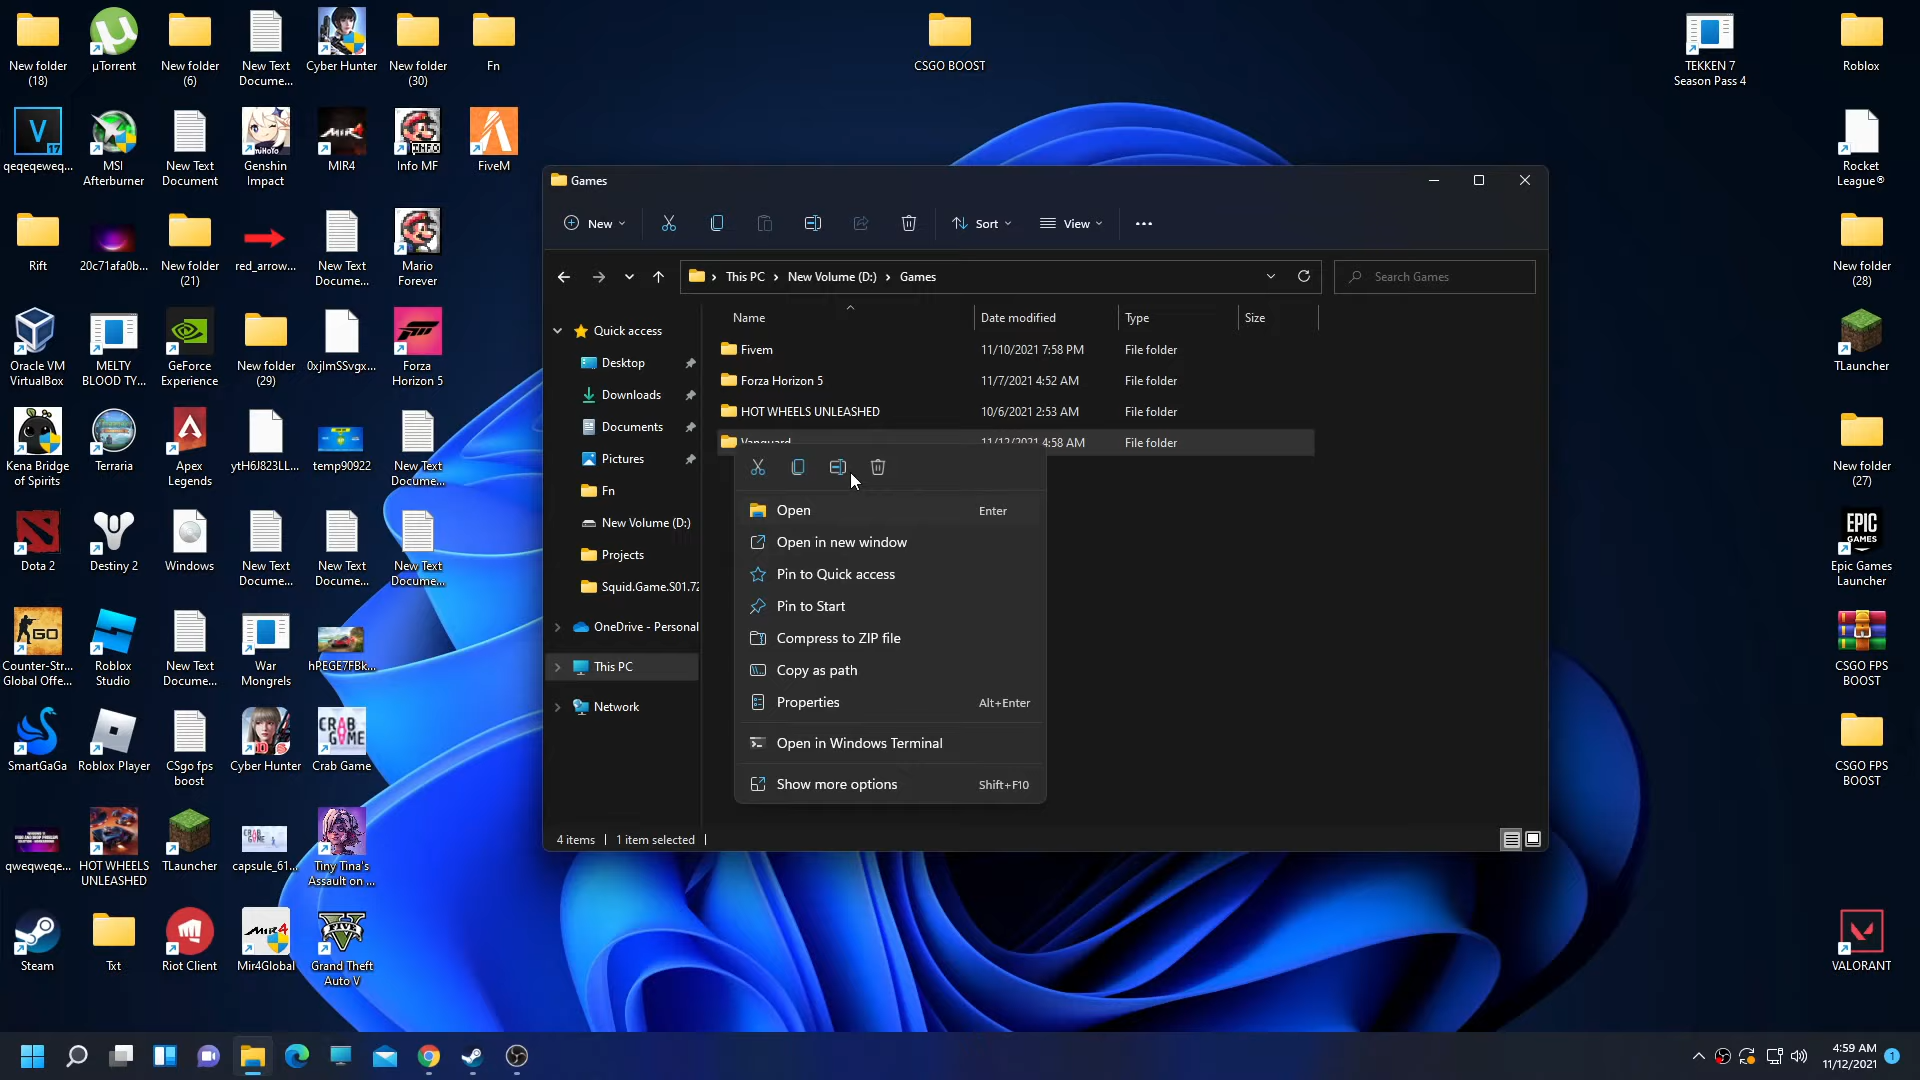 New folder
(18)
µTorrent
New folder
(6)
New Text
Docume...
Cyber Hunter
New folder
(30)
Fn
CSGO BOOST
TEKKEN 7
Season Pass 4
Roblox
qeqeqeweq...
MSI
Afterburner
New Text
Document
Genshin
Impact
MIR4
Info MF
FiveM
Rocket
League®
Rift
20c71afa0b...
New folder
(21)
red_arrow...
New Text
Docume...
Mario
Forever
New folder
(28)
Oracle VM
VirtualBox
MELTY
BLOOD TY...
GeForce
Experience
New folder
(29)
0xjlmSSvgx...
Forza
Horizon 5
TLauncher
Kena Bridge
of Spirits
Terraria
Apex
Legends
ytH6J823LL...
temp90922
New Text
Docume...
New folder
(27)
Dota 2
Destiny 2
Windows
New Text
Docume...
New Text
Docume...
New Text
Docume...
EPIC
GAMES
Epic Games
Launcher
GO
Counter-Str...
Global Offe...
Roblox
Studio
New Text
Docume...
War
Mongrels
hPEGE7FBk...
CSGO FPS
BOOST
SmartGaGa
Roblox Player
CSgo fps
boost
Cyber Hunter
CRAB
GAME
Crab Game
CSGO FPS
BOOST
qweqweqe...
HOT WHEELS
UNLEASHED
TLauncher
capsule_61...
Tiny Tina's
Assault on ...
Steam
Txt
Riot Client
Mir4Global
Grand Theft
Auto V
VALORANT
Games
New
Sort
View
This PC
New Volume (D:)
Games
Search Games
Name
Date modified
Type
Size
Fivem
11/10/2021 7:58 PM
File folder
Forza Horizon 5
11/7/2021 4:52 AM
File folder
HOT WHEELS UNLEASHED
10/6/2021 2:53 AM
File folder
Vanguard
11/12/2021 4:58 AM
File folder
Quick access
Desktop
Downloads
Documents
Pictures
Fn
New Volume (D:)
Projects
Squid.Game.S01.72
OneDrive - Personal
This PC
Network
Open Enter
Open in new window
Pin to Quick access
Pin to Start
Compress to ZIP file
Copy as path
Properties Alt+Enter
Open in Windows Terminal
Show more options Shift+F10
4 items
1 item selected
4:59 AM
11/12/2021
1